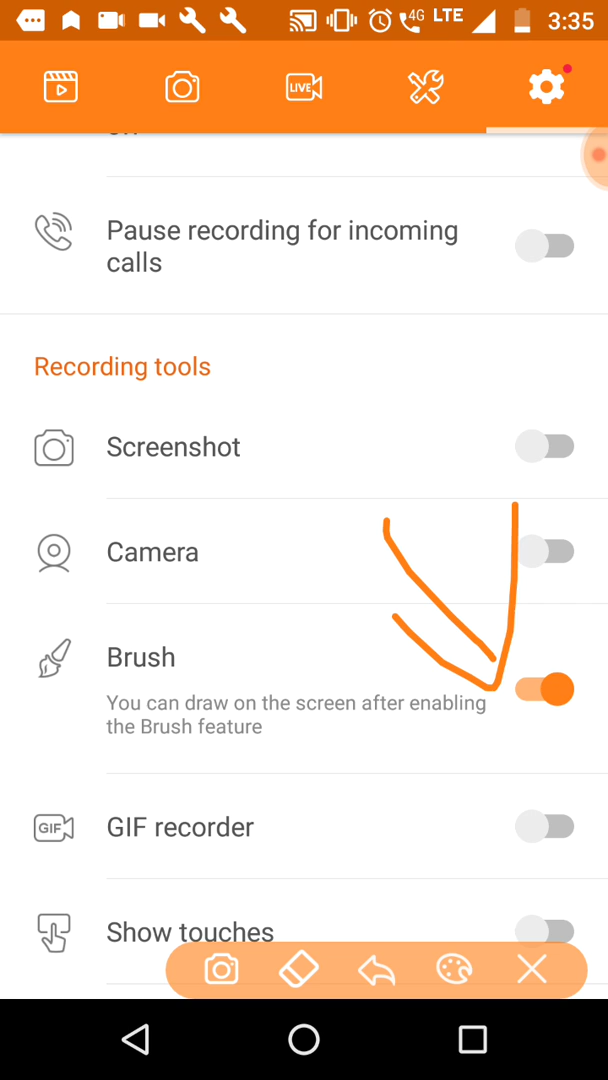 4G LTE 3:35
LIVE
Pause recording for incoming
calls
Recording tools
Screenshot
Camera
Brush
You can draw on the screen after enabling
the Brush feature
GIF
GIF recorder
Show touches